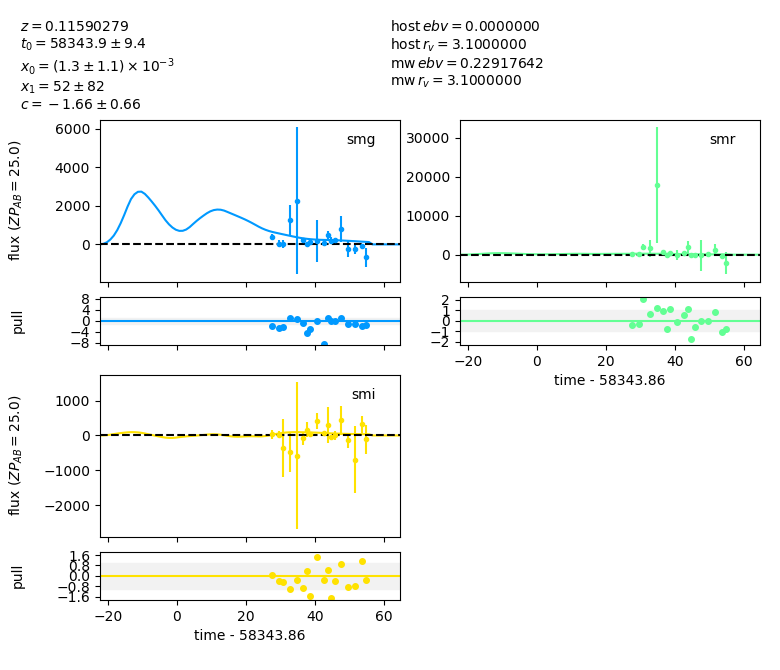 z = 0.11590279
t₀ = 58343.9 ± 9.4
x₀ = (1.3 ± 1.1) × 10⁻³
x₁ = 52 ± 82
c = −1.66 ± 0.66
host ebv = 0.0000000
host r_v = 3.1000000
mw ebv = 0.22917642
mw r_v = 3.1000000
smg
flux (ZP_AB = 25.0)
6000
4000
2000
0
smr
30000
20000
10000
0
pull
8
4
0
−4
−8
2
1
0
−1
−2
−20
0
20
40
60
time - 58343.86
smi
flux (ZP_AB = 25.0)
1000
0
−1000
−2000
pull
1.6
0.8
0.0
−0.8
−1.6
−20
0
20
40
60
time - 58343.86